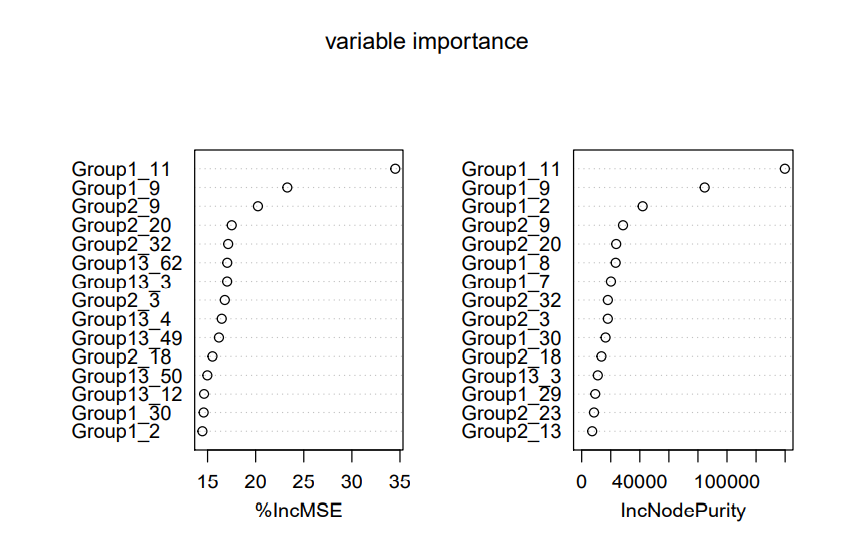 variable importance
Group1_11
Group1_9
Group2_9
Group2_20
Group2_32
Group13_62
Group13_3
Group2_3
Group13_4
Group13_49
Group2_18
Group13_50
Group13_12
Group1_30
Group1_2
15 20 25 30 35
%IncMSE
Group1_11
Group1_9
Group1_2
Group2_9
Group2_20
Group1_8
Group1_7
Group2_32
Group2_3
Group1_30
Group2_18
Group13_3
Group1_29
Group2_23
Group2_13
0 40000 100000
IncNodePurity